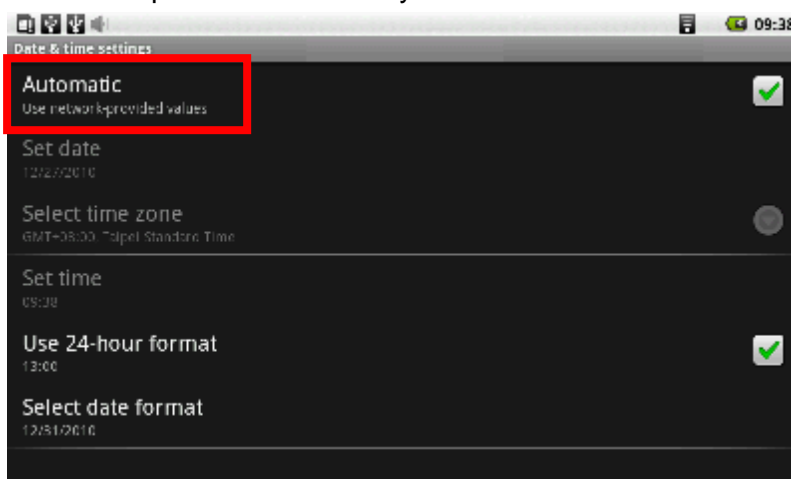 09:38
Date & time settings
Automatic
Use network-provided values
Set date
12/27/2010
Select time zone
GMT+08:00, Taipei Standard Time
Set time
09:38
Use 24-hour format
13:00
Select date format
12/31/2010